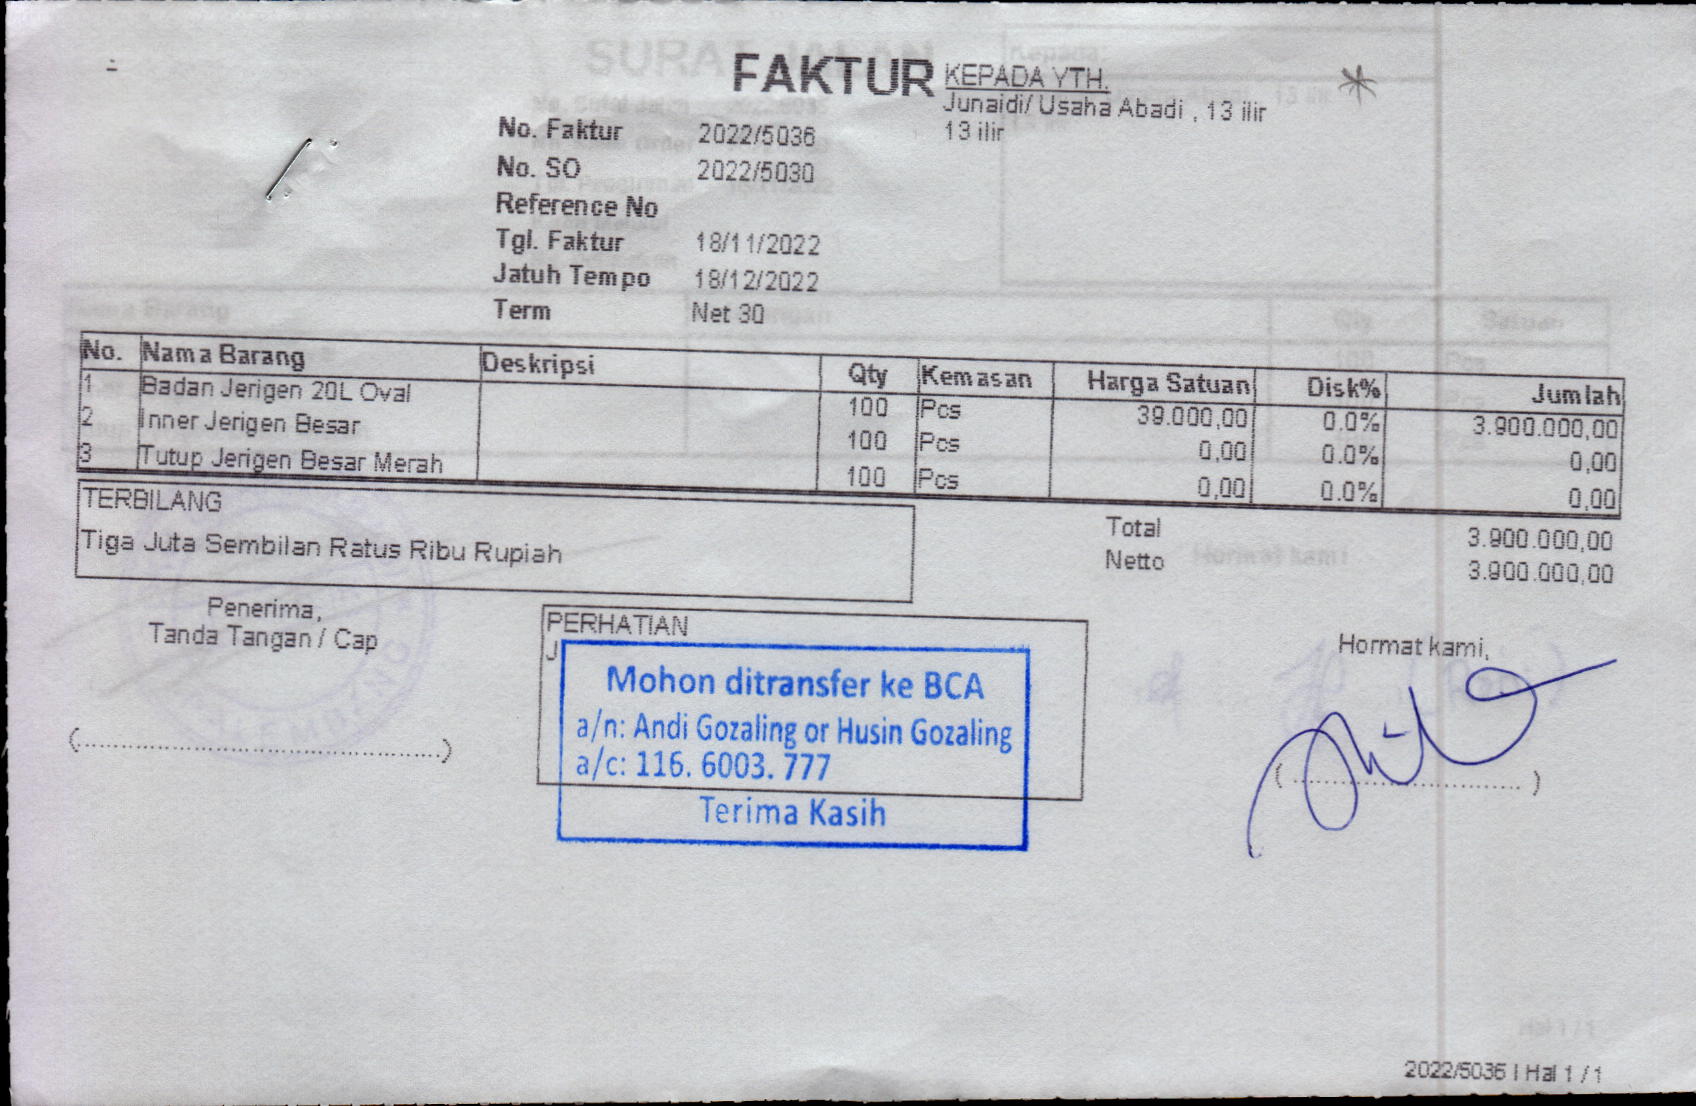 FAKTUR
KEPADA YTH.
Junaidi/ Usaha Abadi , 13 ilir
13 ilir
No. Faktur 2022/5036
No. SO 2022/5030
Reference No
Tgl. Faktur 18/11/2022
Jatuh Tempo 18/12/2022
Term Net 30
No. Nama Barang Deskripsi Qty Kemasan Harga Satuan Disk% Jumlah
1 Badan Jerigen 20L Oval 100 Pcs 39.000,00 0.0% 3.900.000,00
2 Inner Jerigen Besar 100 Pcs 0,00 0.0% 0,00
3 Tutup Jerigen Besar Merah 100 Pcs 0,00 0.0% 0,00
TERBILANG
Tiga Juta Sembilan Ratus Ribu Rupiah
Total 3.900.000,00
Netto 3.900.000,00
Penerima,
Tanda Tangan / Cap
PERHATIAN
J
Mohon ditransfer ke BCA
a/n: Andi Gozaling or Husin Gozaling
a/c: 116. 6003. 777
Terima Kasih
Hormat kami,
2022/5036 | Hal 1 / 1